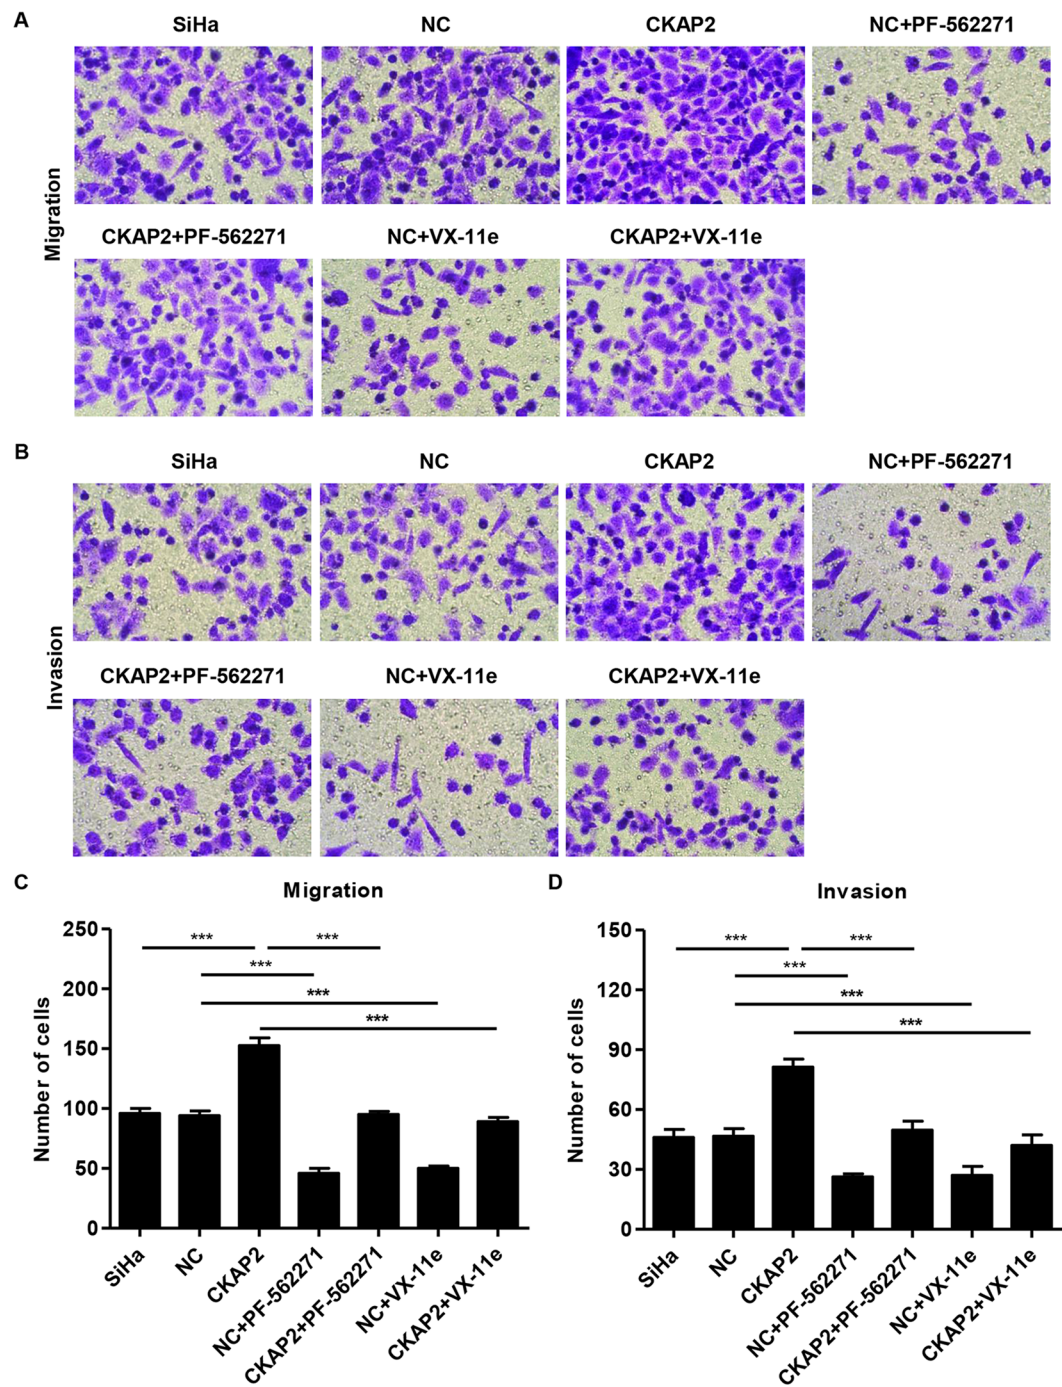 A
SiHa NC CKAP2 NC+PF-562271
Migration
CKAP2+PF-562271 NC+VX-11e CKAP2+VX-11e
B
SiHa NC CKAP2 NC+PF-562271
Invasion
CKAP2+PF-562271 NC+VX-11e CKAP2+VX-11e
C
Migration
Number of cells
250
200
150
100
50
0
***
***
***
***
***
SiHa
NC
CKAP2
NC+PF-562271
CKAP2+PF-562271
NC+VX-11e
CKAP2+VX-11e
D
Invasion
Number of cells
150
120
90
60
30
0
***
***
***
***
***
SiHa
NC
CKAP2
NC+PF-562271
CKAP2+PF-562271
NC+VX-11e
CKAP2+VX-11e